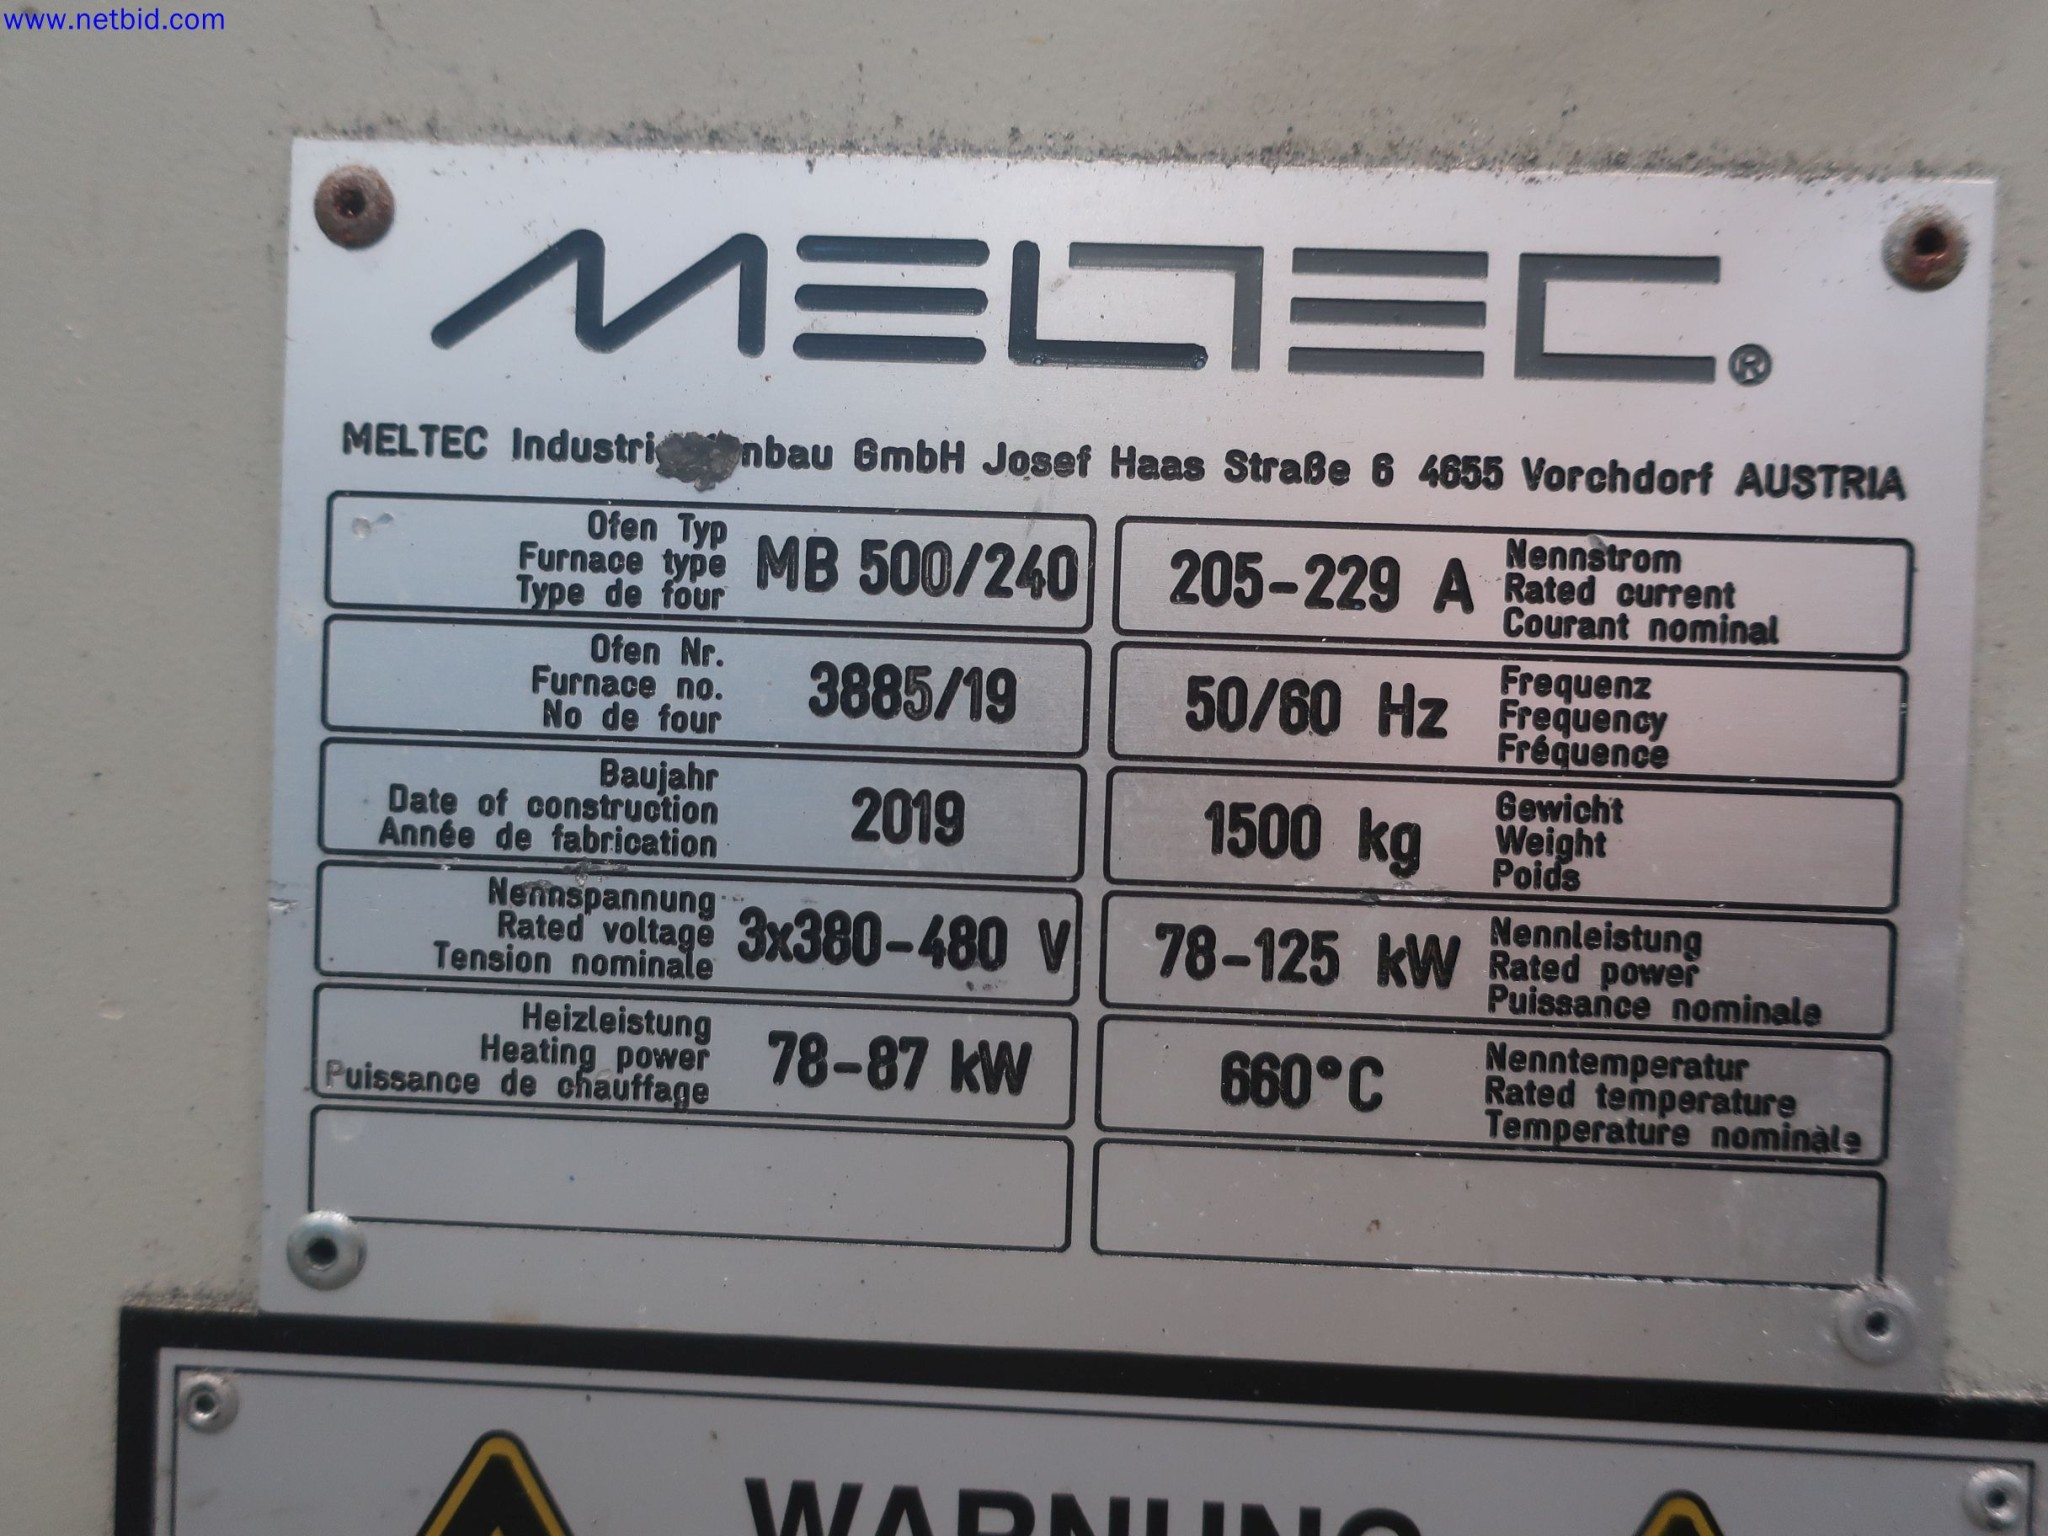 www.netbid.com
MELTEC®
MELTEC GmbH Josef Haas Straße 6 4655 Vorchdorf AUSTRIA
Ofen Typ
Furnace type
Type de four
MB 500/240
205-229 A
Nennstrom
Rated current
Courant nominal
Ofen Nr.
Furnace no.
No de four
3885/19
50/60 Hz
Frequenz
Frequency
Fréquence
Baujahr
Date of construction
Année de fabrication
2019
1500 kg
Gewicht
Weight
Poids
Nennspannung
Rated voltage
Tension nominale
3x380-480 V
78-125 kW
Nennleistung
Rated power
Puissance nominale
Heizleistung
Heating power
Puissance de chauffage
78-87 kW
660°C
Nenntemperatur
Rated temperature
Temperature nominale
WARNUNG